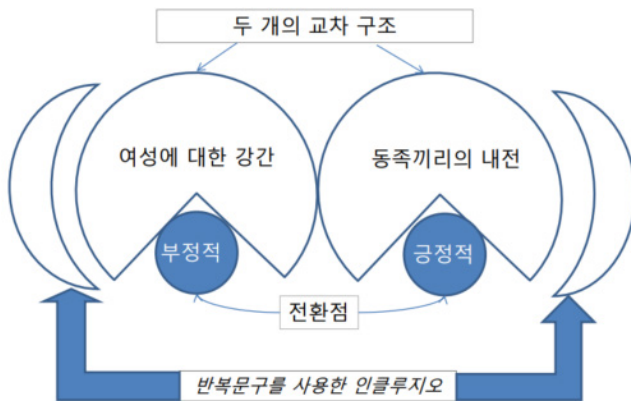 두 개의 교차 구조
여성에 대한 강간
동족끼리의 내전
부정적
긍정적
전환점
반복문구를 사용한 인클루지오